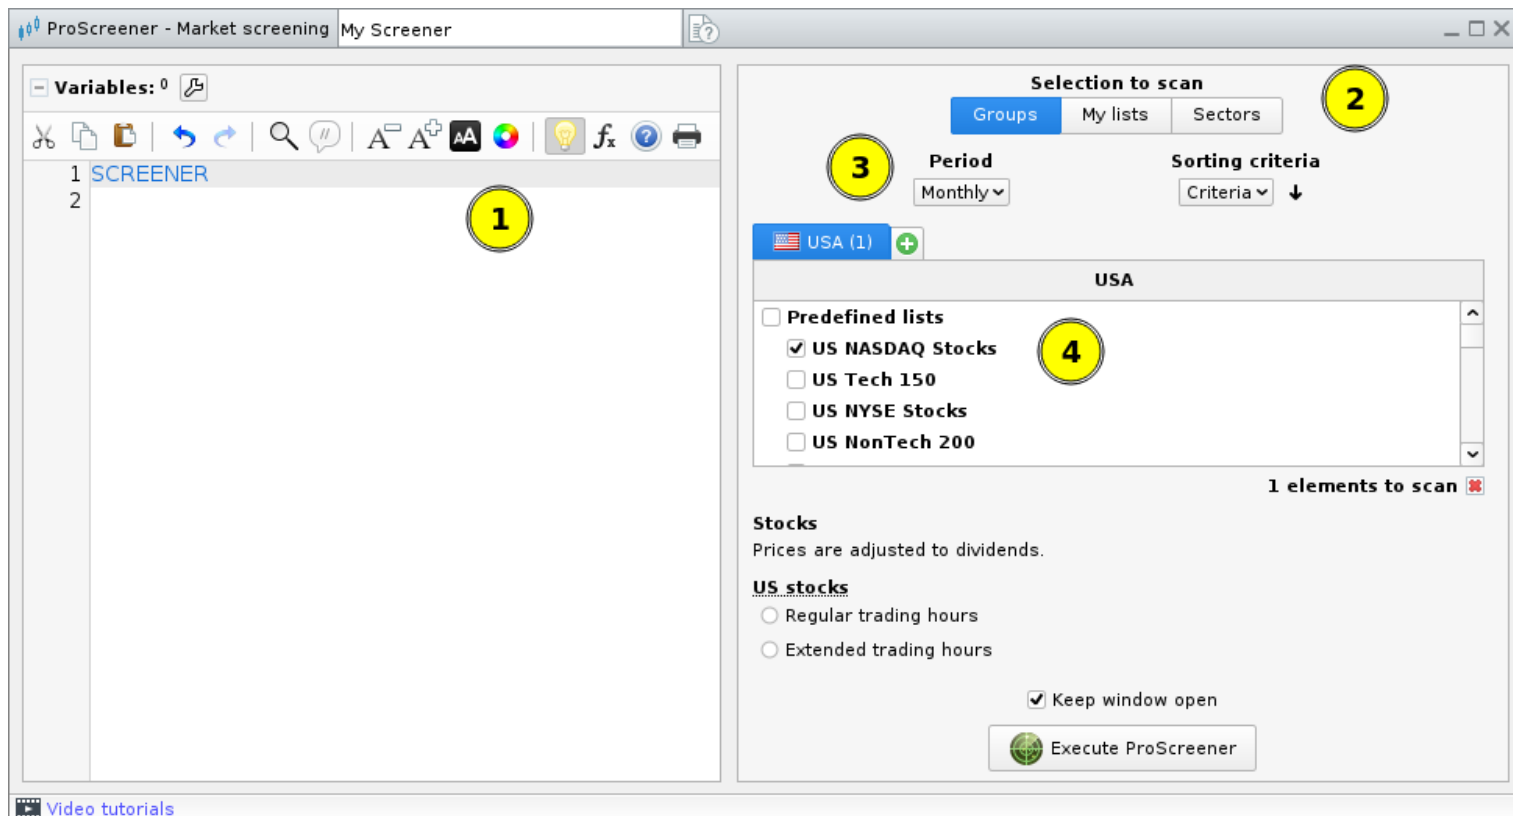 ProScreener - Market screening My Screener
Variables: 0
Selection to scan
2
Groups My lists Sectors
3
Period Sorting criteria
Monthly Criteria
1 SCREENER
2
1
USA (1)
USA
Predefined lists
US NASDAQ Stocks
4
US Tech 150
US NYSE Stocks
US NonTech 200
1 elements to scan
Stocks
Prices are adjusted to dividends.
US stocks
Regular trading hours
Extended trading hours
Keep window open
Execute ProScreener
Video tutorials